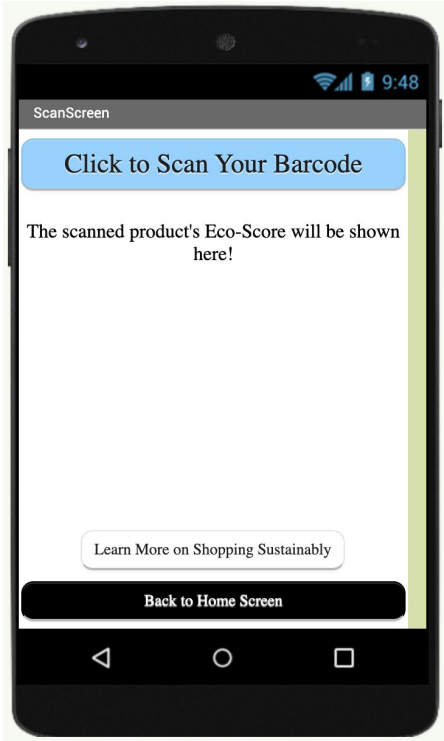 9:48
ScanScreen
Click to Scan Your Barcode
The scanned product's Eco-Score will be shown
here!
Learn More on Shopping Sustainably
Back to Home Screen